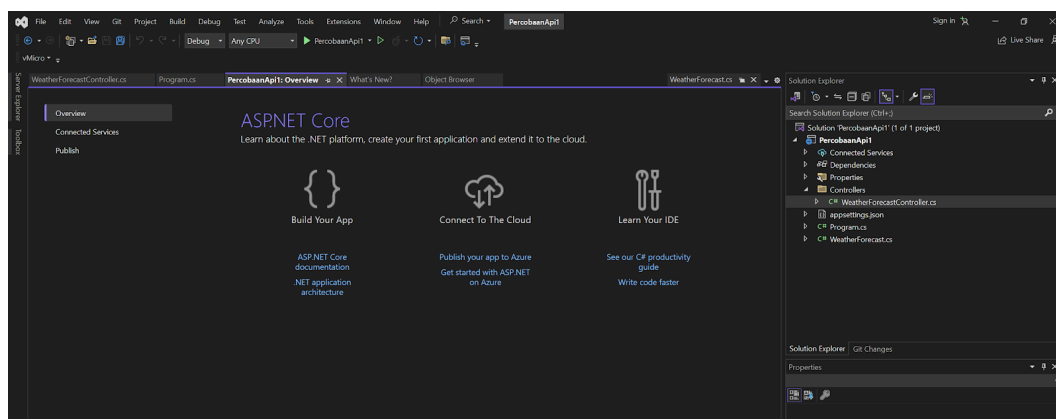 File Edit View Git Project Build Debug Test Analyze Tools Extensions Window Help Search PercobaanApi1 Sign in
Debug Any CPU PercobaanApi1 Live Share
vMicro
Server Explorer
Toolbox
WeatherForecastController.cs Program.cs PercobaanApi1: Overview What's New? Object Browser WeatherForecast.cs
Overview
Connected Services
Publish
ASP.NET Core
Learn about the .NET platform, create your first application and extend it to the cloud.
Build Your App
ASP.NET Core
documentation
.NET application
architecture
Connect To The Cloud
Publish your app to Azure
Get started with ASP.NET
on Azure
Learn Your IDE
See our C# productivity
guide
Write code faster
Solution Explorer
Search Solution Explorer (Ctrl+;)
Solution 'PercobaanApi1' (1 of 1 project)
PercobaanApi1
Connected Services
Dependencies
Properties
Controllers
C# WeatherForecastController.cs
appsettings.json
C# Program.cs
C# WeatherForecast.cs
Solution Explorer Git Changes
Properties